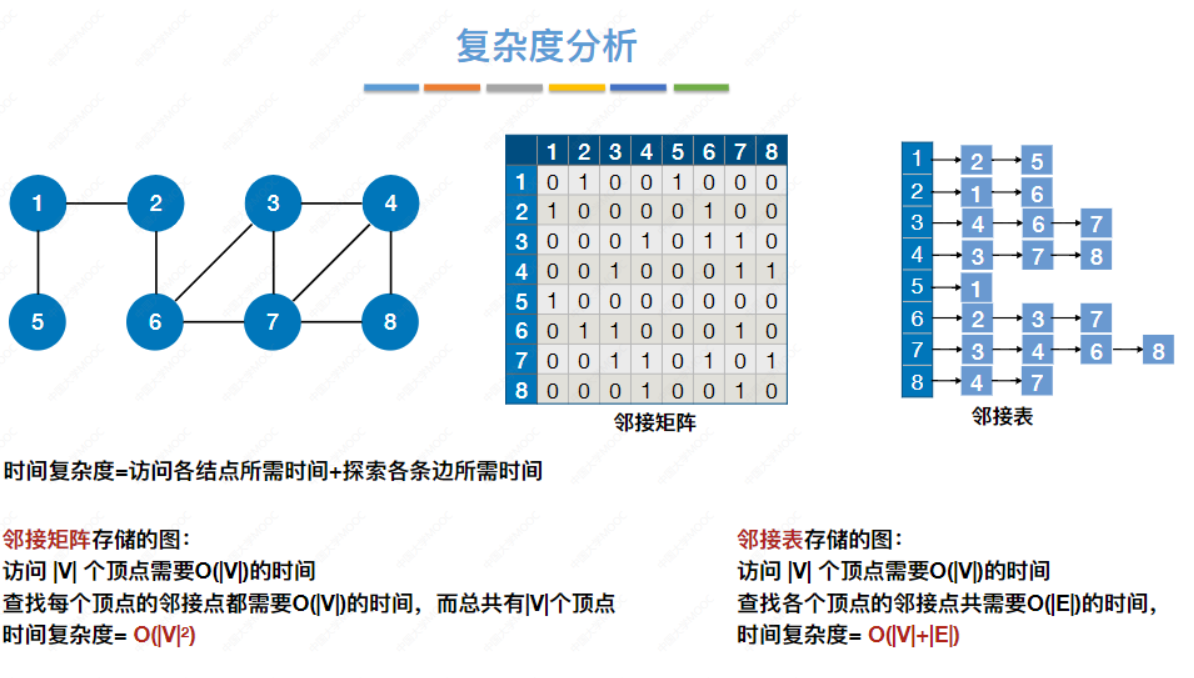 复杂度分析
1 2 3 4
5 6 7 8
1 2 3 4 5 6 7 8
1 0 1 0 0 1 0 0 0
2 1 0 0 0 0 1 0 0
3 0 0 0 1 0 1 1 0
4 0 0 1 0 0 0 1 1
5 1 0 0 0 0 0 0 0
6 0 1 1 0 0 0 1 0
7 0 0 1 1 0 1 0 1
8 0 0 0 1 0 0 1 0
邻接矩阵
1 2 5
2 1 6
3 4 6 7
4 3 7 8
5 1
6 2 3 7
7 3 4 6 8
8 4 7
邻接表
时间复杂度=访问各结点所需时间+探索各条边所需时间
邻接矩阵存储的图：
访问 |V| 个顶点需要O(|V|)的时间
查找每个顶点的邻接点都需要O(|V|)的时间，而总共有|V|个顶点
时间复杂度= O(|V|²)
邻接表存储的图：
访问 |V| 个顶点需要O(|V|)的时间
查找各个顶点的邻接点共需要O(|E|)的时间，
时间复杂度= O(|V|+|E|)